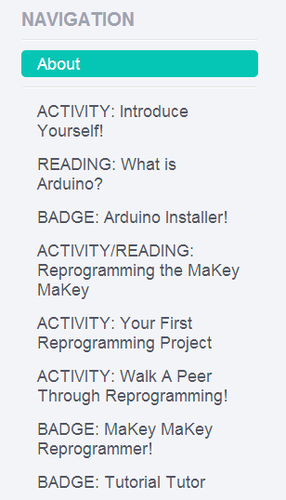 NAVIGATION
About
ACTIVITY: Introduce
Yourself!
READING: What is
Arduino?
BADGE: Arduino Installer!
ACTIVITY/READING:
Reprogramming the MaKey
MaKey
ACTIVITY: Your First
Reprogramming Project
ACTIVITY: Walk A Peer
Through Reprogramming!
BADGE: MaKey MaKey
Reprogrammer!
BADGE: Tutorial Tutor